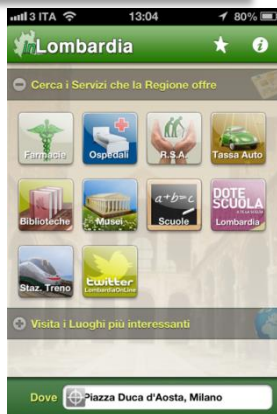 3 ITA 13:04 80%
inLombardia
Cerca i Servizi che la Regione offre
Farmacie Ospedali R.S.A. Tassa Auto
a+b=c DOTE
SCUOLA
Biblioteche Musei Scuole Lombardia
twitter
Staz. Treno LombardiaOnLine
Visita i Luoghi più interessanti
Dove Piazza Duca d'Aosta, Milano